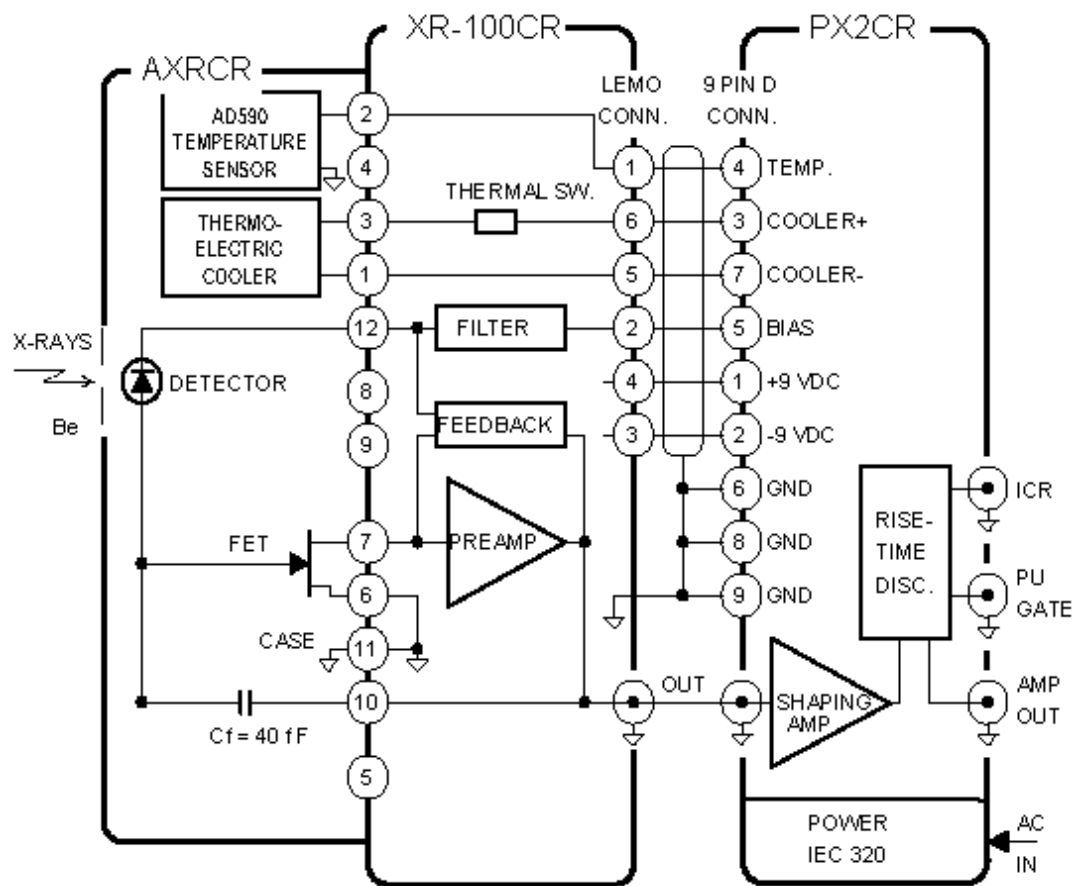 XR-100CR
PX2CR
AXRCR
LEMO
CONN.
9 PIN D
CONN.
AD590
TEMPERATURE
SENSOR
2
4
1
4
TEMP.
THERMAL SW.
THERMO-
ELECTRIC
COOLER
3
6
3
COOLER+
1
5
7
COOLER-
12
FILTER
2
5
BIAS
X-RAYS
DETECTOR
Be
8
4
1
+9 VDC
9
FEEDBACK
3
2
-9 VDC
6
GND
ICR
FET
7
PREAMP
8
GND
RISE-
TIME
DISC.
6
9
GND
PU
GATE
CASE
11
10
OUT
SHAPING
AMP
AMP
OUT
Cf = 40 fF
5
POWER
IEC 320
AC
IN